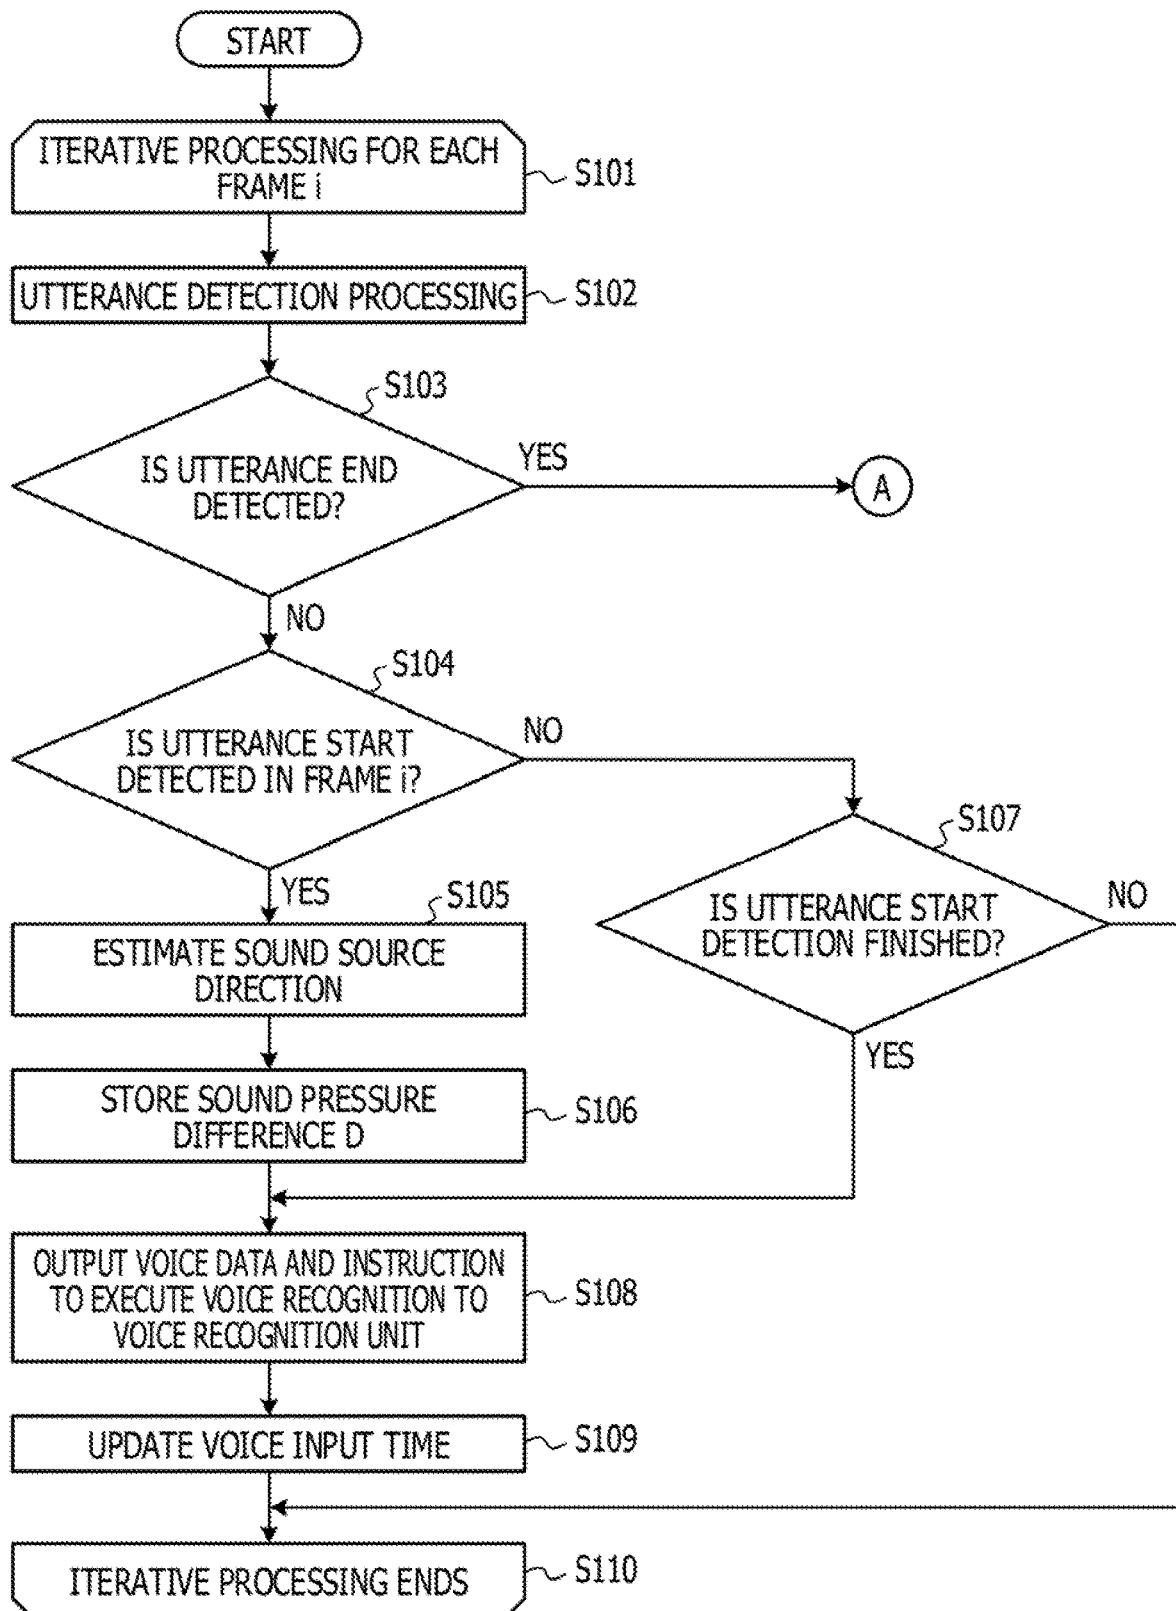 START
ITERATIVE PROCESSING FOR EACH
FRAME i
S101
UTTERANCE DETECTION PROCESSING
S102
S103
IS UTTERANCE END
DETECTED?
YES
A
NO
S104
IS UTTERANCE START
DETECTED IN FRAME i?
NO
YES
S107
IS UTTERANCE START
DETECTION FINISHED?
NO
YES
S105
ESTIMATE SOUND SOURCE
DIRECTION
STORE SOUND PRESSURE
DIFFERENCE D
S106
OUTPUT VOICE DATA AND INSTRUCTION
TO EXECUTE VOICE RECOGNITION TO
VOICE RECOGNITION UNIT
S108
UPDATE VOICE INPUT TIME
S109
ITERATIVE PROCESSING ENDS
S110